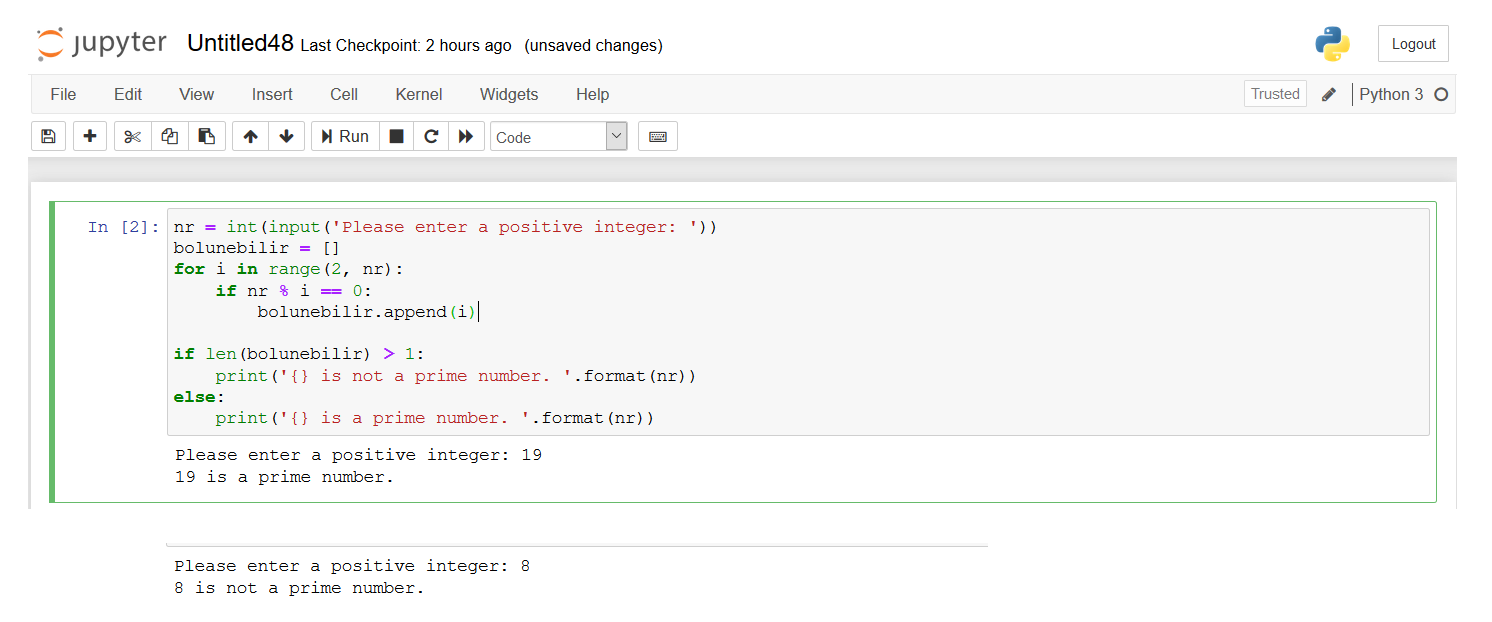 jupyter Untitled48 Last Checkpoint: 2 hours ago (unsaved changes) Logout
File Edit View Insert Cell Kernel Widgets Help Trusted Python 3
Run Code
In [2]: nr = int(input('Please enter a positive integer: '))
bolunebilir = []
for i in range(2, nr):
    if nr % i == 0:
        bolunebilir.append(i)
if len(bolunebilir) > 1:
    print('{} is not a prime number. '.format(nr))
else:
    print('{} is a prime number. '.format(nr))
Please enter a positive integer: 19
19 is a prime number.
Please enter a positive integer: 8
8 is not a prime number.